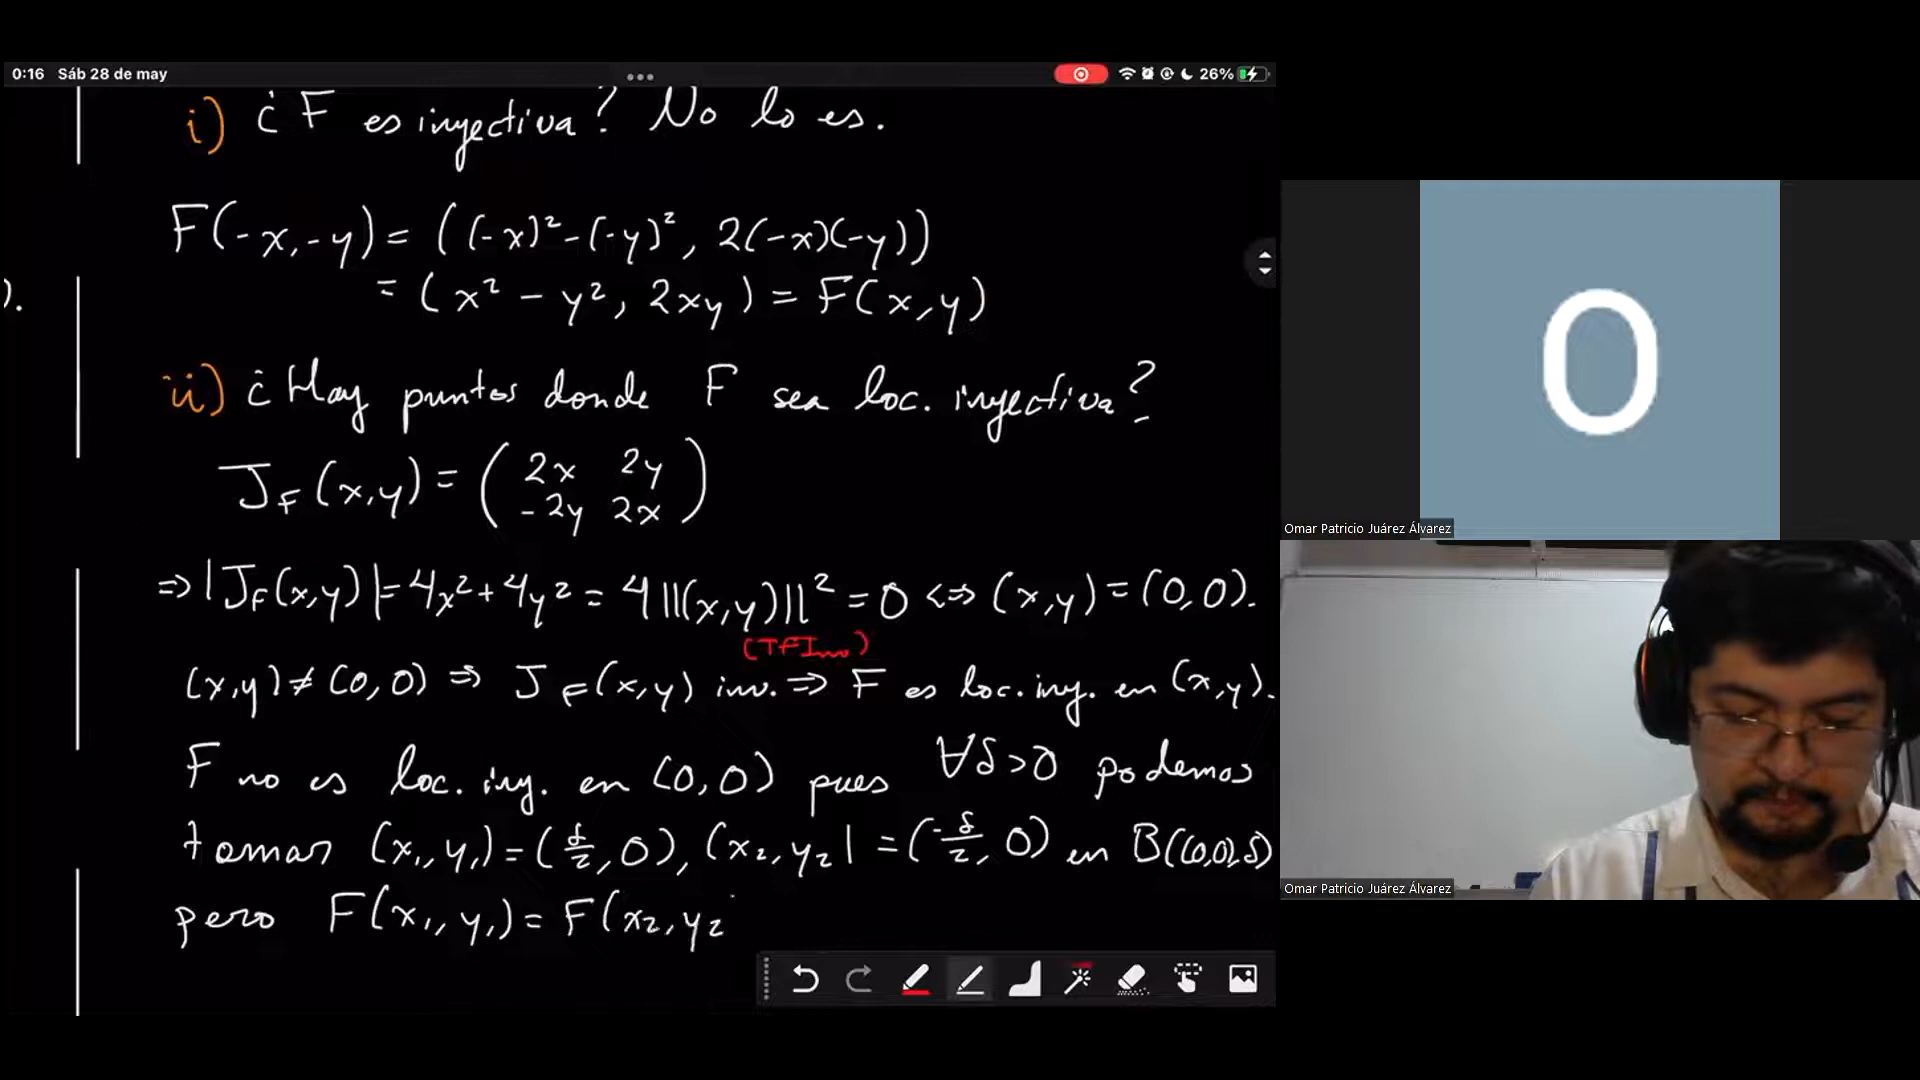 0:16 Sáb 28 de may
26%
i) ¿F es inyectiva? No lo es.
F(-x,-y) = ((-x)² - (-y)², 2(-x)(-y))
).
= (x² - y², 2xy) = F(x,y)
ii) ¿Hay puntos donde F sea loc. inyectiva?
J_F(x,y) = ( 2x 2y
-2y 2x )
⇒ |J_F(x,y)| = 4x² + 4y² = 4||(x,y)||² = 0 ⇔ (x,y) = (0,0).
(TFInv)
(x,y) ≠ (0,0) ⇒ J_F(x,y) inv. ⇒ F es loc. iny. en (x,y).
F no es loc. iny. en (0,0) pues ∀δ>0 podemos
tomar (x₁,y₁) = (δ/2, 0), (x₂,y₂) = (-δ/2, 0) en B((0,0),δ)
pero F(x₁,y₁) = F(x₂,y₂
O
Omar Patricio Juárez Álvarez
Omar Patricio Juárez Álvarez